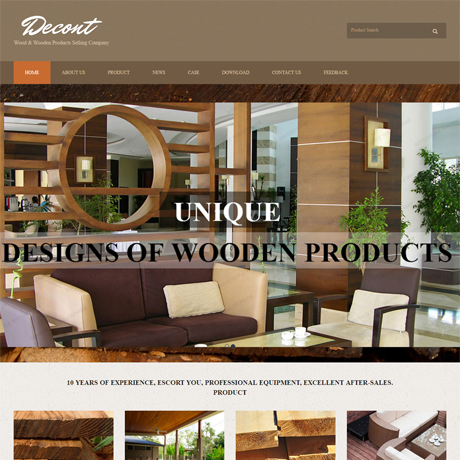 Decont
Wood & Wooden Products Selling Company
Product Search
HOME ABOUT US PRODUCT NEWS CASE DOWNLOAD CONTACT US FEEDBACK
UNIQUE
DESIGNS OF WOODEN PRODUCTS
10 YEARS OF EXPERIENCE, ESCORT YOU, PROFESSIONAL EQUIPMENT, EXCELLENT AFTER-SALES.
PRODUCT